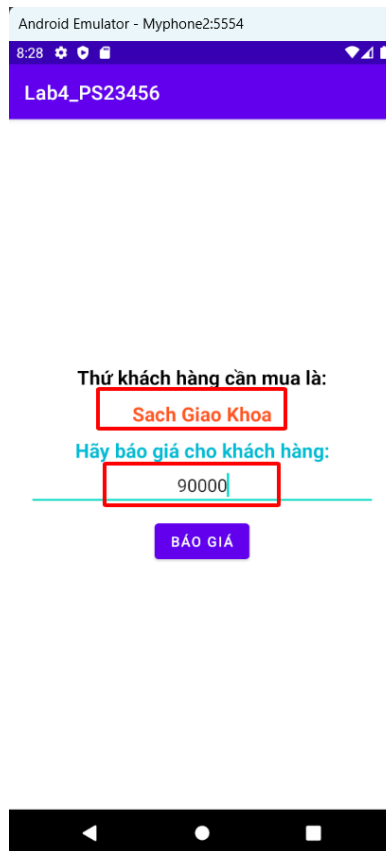 Android Emulator - Myphone2:5554
8:28
Lab4_PS23456
Thứ khách hàng cần mua là:
Sach Giao Khoa
Hãy báo giá cho khách hàng:
90000
BÁO GIÁ